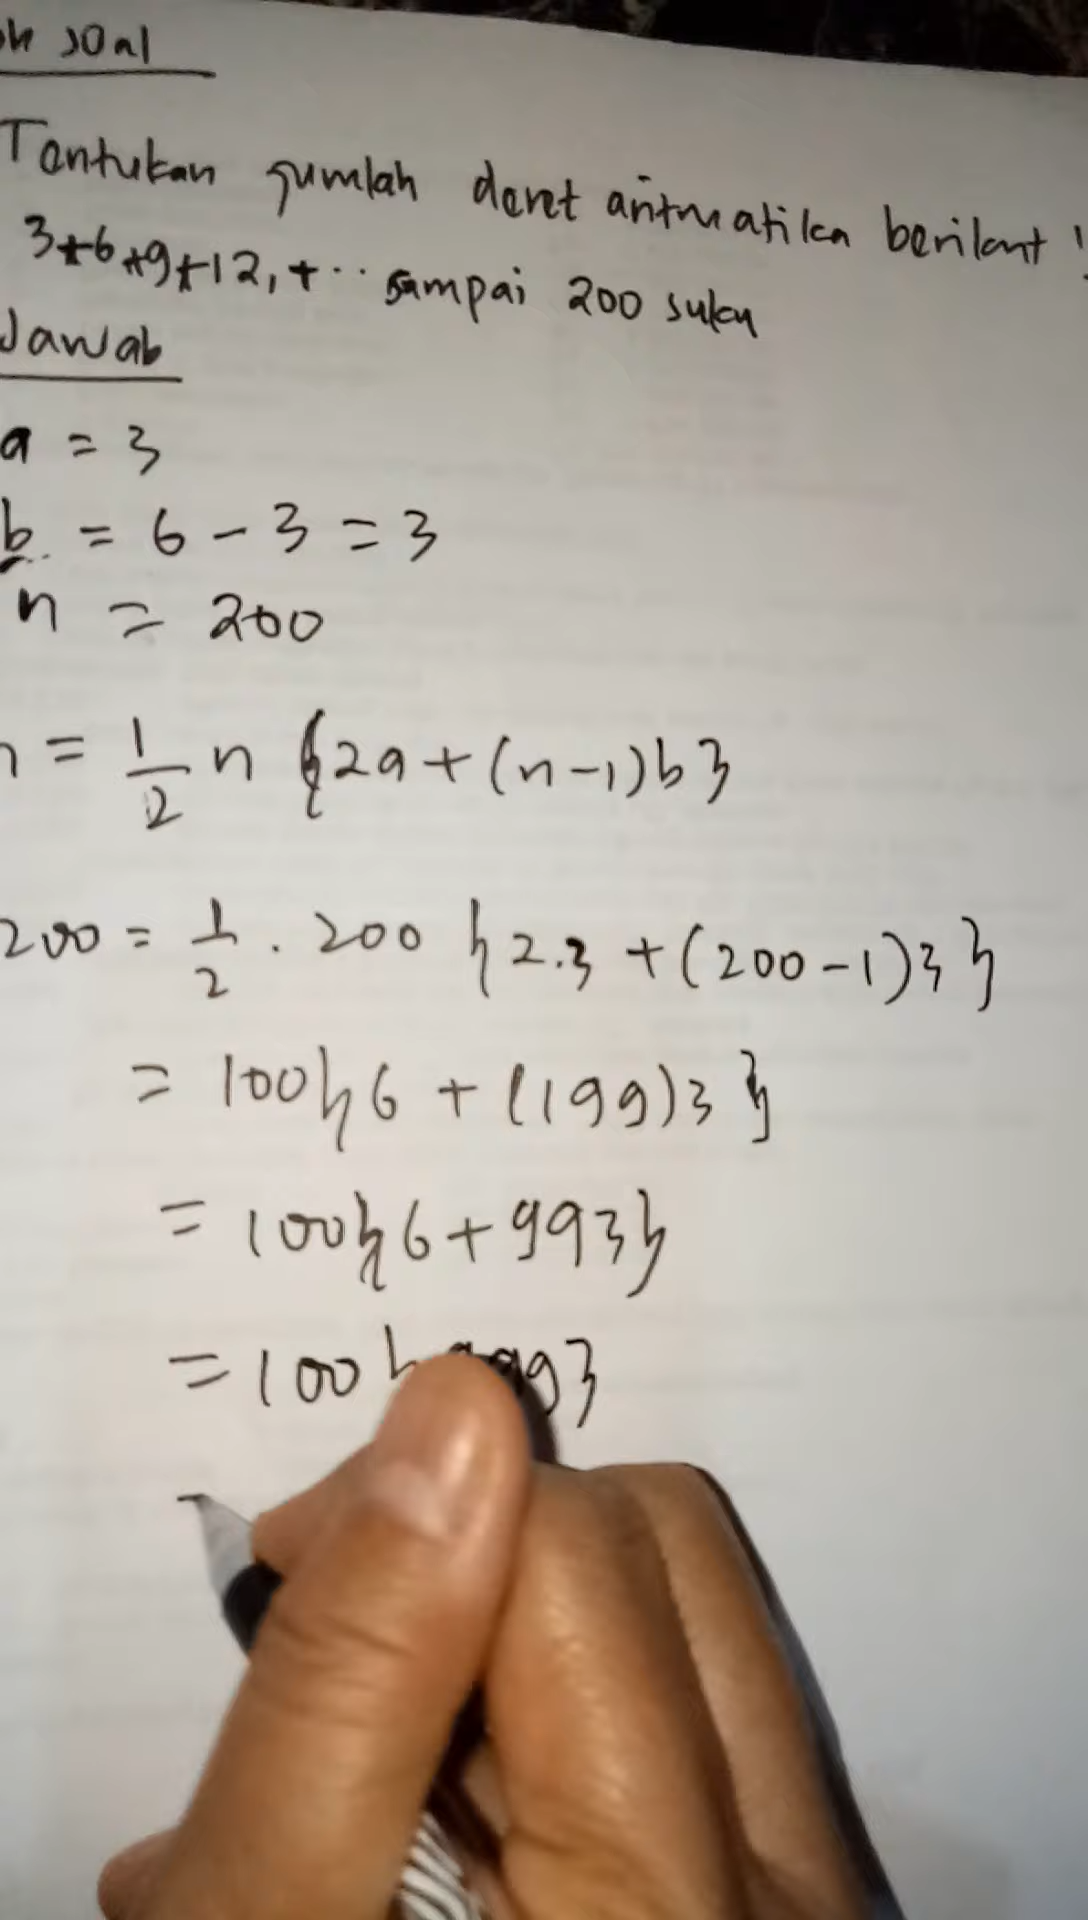 soal
Tentukan jumlah deret aritmatika berikut !
3+6+9+12,+... sampai 200 suku
Jawab
a = 3
b = 6 - 3 = 3
n = 200
n = 1/2 n {2a + (n-1)b}
200 = 1/2 . 200 {2.3 + (200-1)3}
= 100{6 + (199)3}
= 100{6 + 993}
= 100{